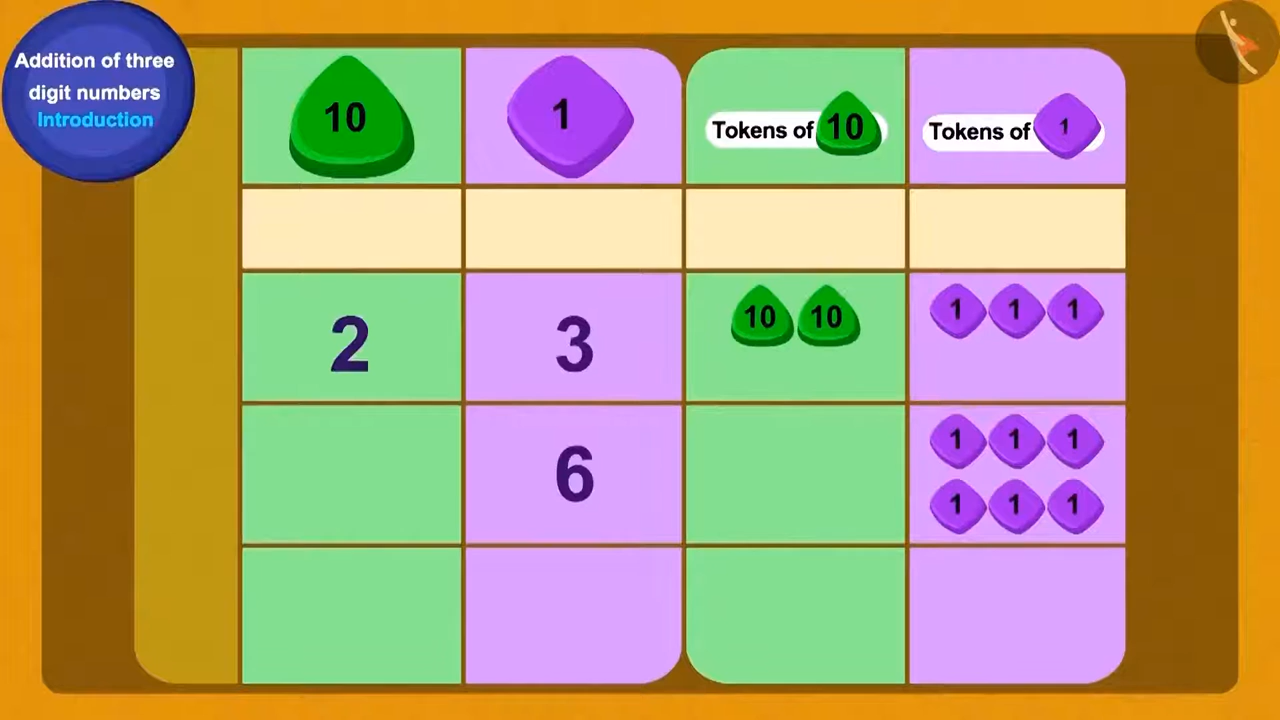 Addition of three
digit numbers
Introduction
10 1 Tokens of 10 Tokens of 1
2 3 10 10 1 1 1
6 1 1 1
1 1 1